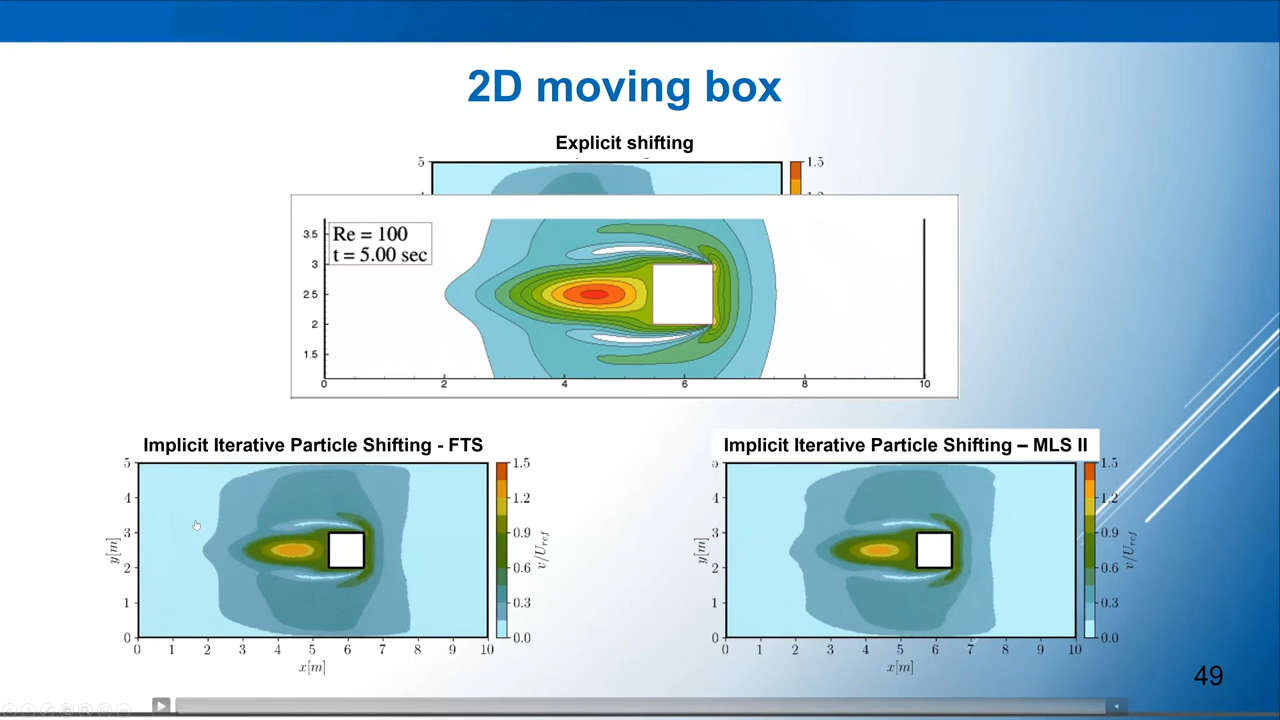 2D moving box
Explicit shifting
5
1.5
Re = 100
t = 5.00 sec
3.5
3
2.5
2
1.5
0 2 4 6 8 10
Implicit Iterative Particle Shifting - FTS
5
4
3
2
1
0
y[m]
0 1 2 3 4 5 6 7 8 9 10
x[m]
1.5
1.2
0.9
0.6
0.3
0.0
v/U_ref
Implicit Iterative Particle Shifting – MLS II
5
4
3
2
1
0
y[m]
0 1 2 3 4 5 6 7 8 9 10
x[m]
1.5
1.2
0.9
0.6
0.3
0.0
v/U_ref
49